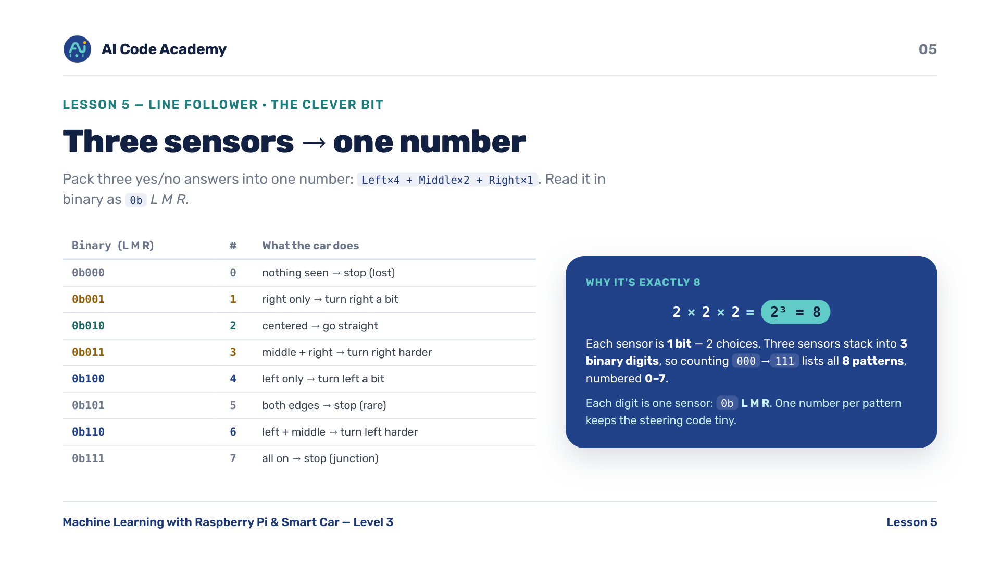 AI Code Academy
05
LESSON 5 — LINE FOLLOWER • THE CLEVER BIT
Three sensors → one number
Pack three yes/no answers into one number: Left×4 + Middle×2 + Right×1. Read it in
binary as 0b L M R.
Binary (L M R) # What the car does
0b000 0 nothing seen → stop (lost)
0b001 1 right only → turn right a bit
0b010 2 centered → go straight
0b011 3 middle + right → turn right harder
0b100 4 left only → turn left a bit
0b101 5 both edges → stop (rare)
0b110 6 left + middle → turn left harder
0b111 7 all on → stop (junction)
WHY IT'S EXACTLY 8
2 × 2 × 2 = 2³ = 8
Each sensor is 1 bit — 2 choices. Three sensors stack into 3
binary digits, so counting 000 → 111 lists all 8 patterns,
numbered 0–7.
Each digit is one sensor: 0b L M R. One number per pattern
keeps the steering code tiny.
Machine Learning with Raspberry Pi & Smart Car — Level 3
Lesson 5